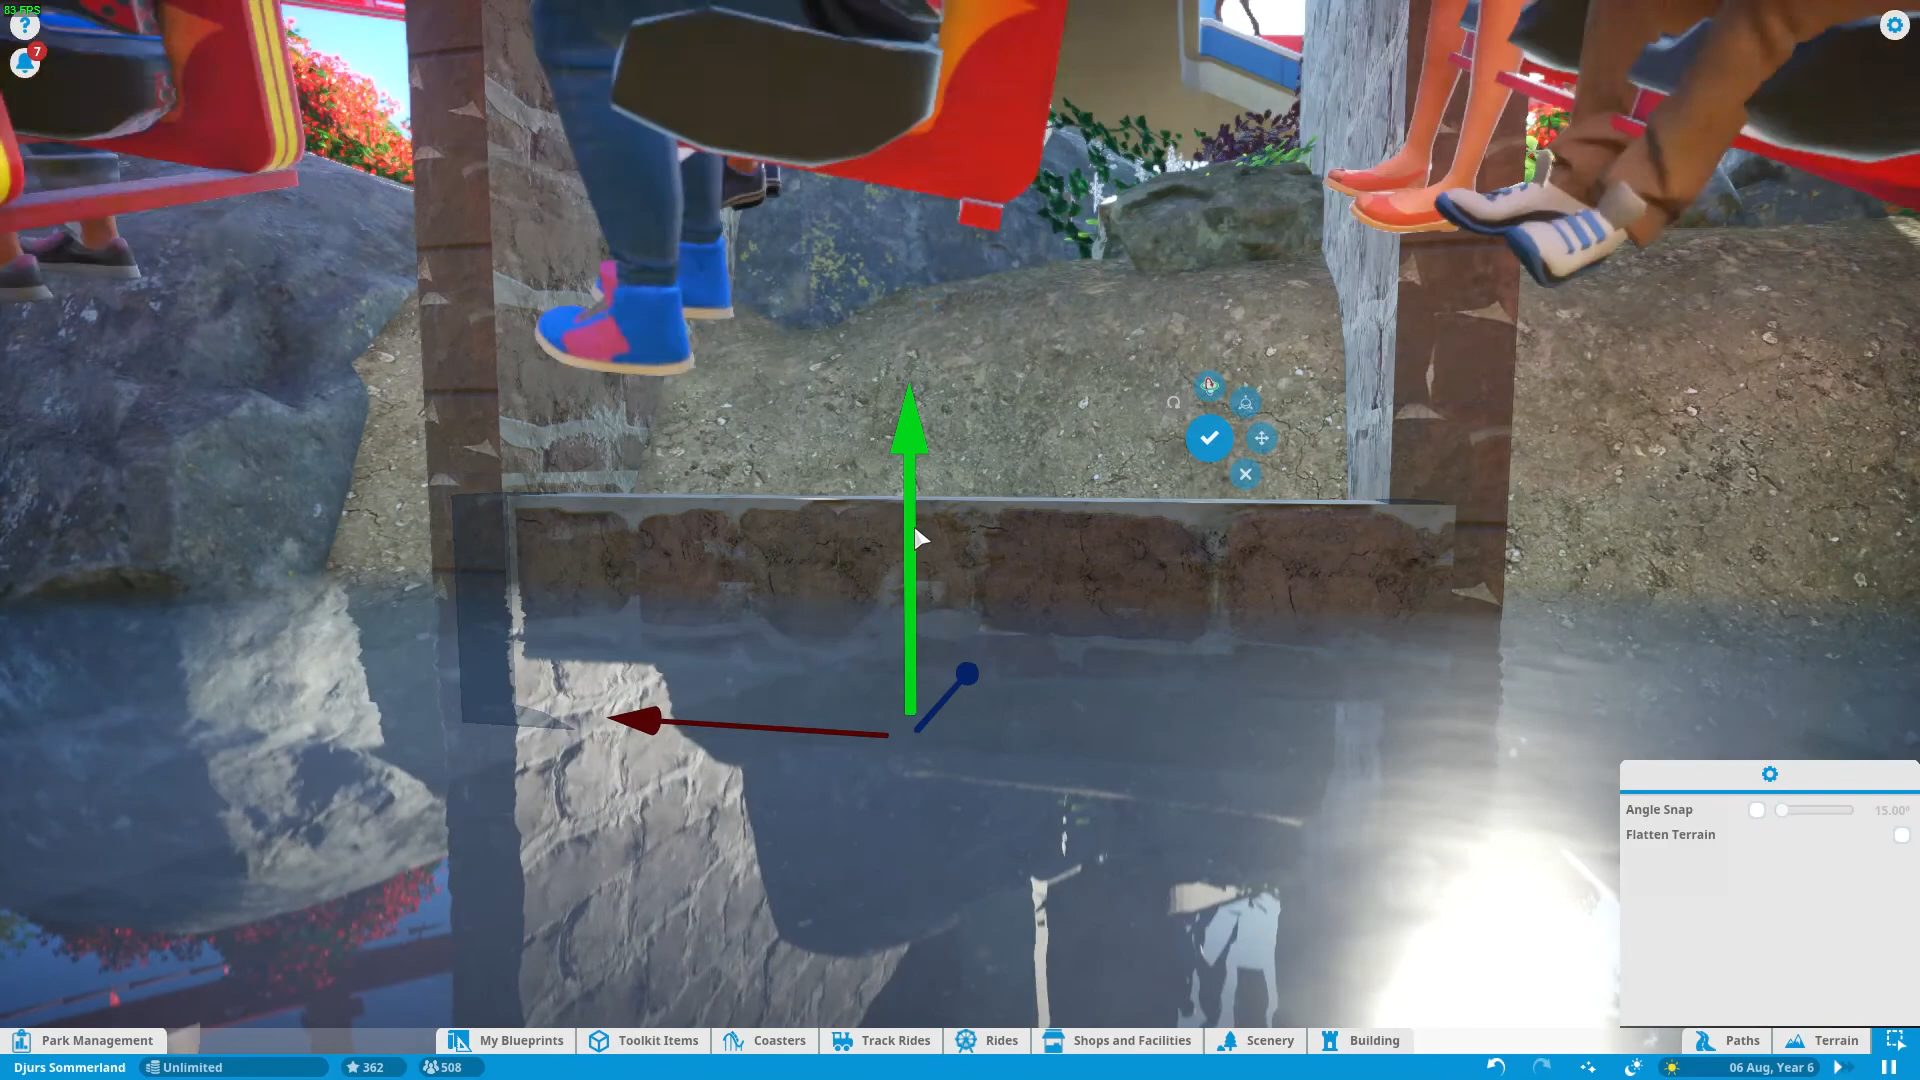 83 FPS
?
7
Angle Snap 15.00°
Flatten Terrain
Park Management
My Blueprints
Toolkit Items
Coasters
Track Rides
Rides
Shops and Facilities
Scenery
Building
Paths
Terrain
Djurs Sommerland
Unlimited
362
508
06 Aug, Year 6